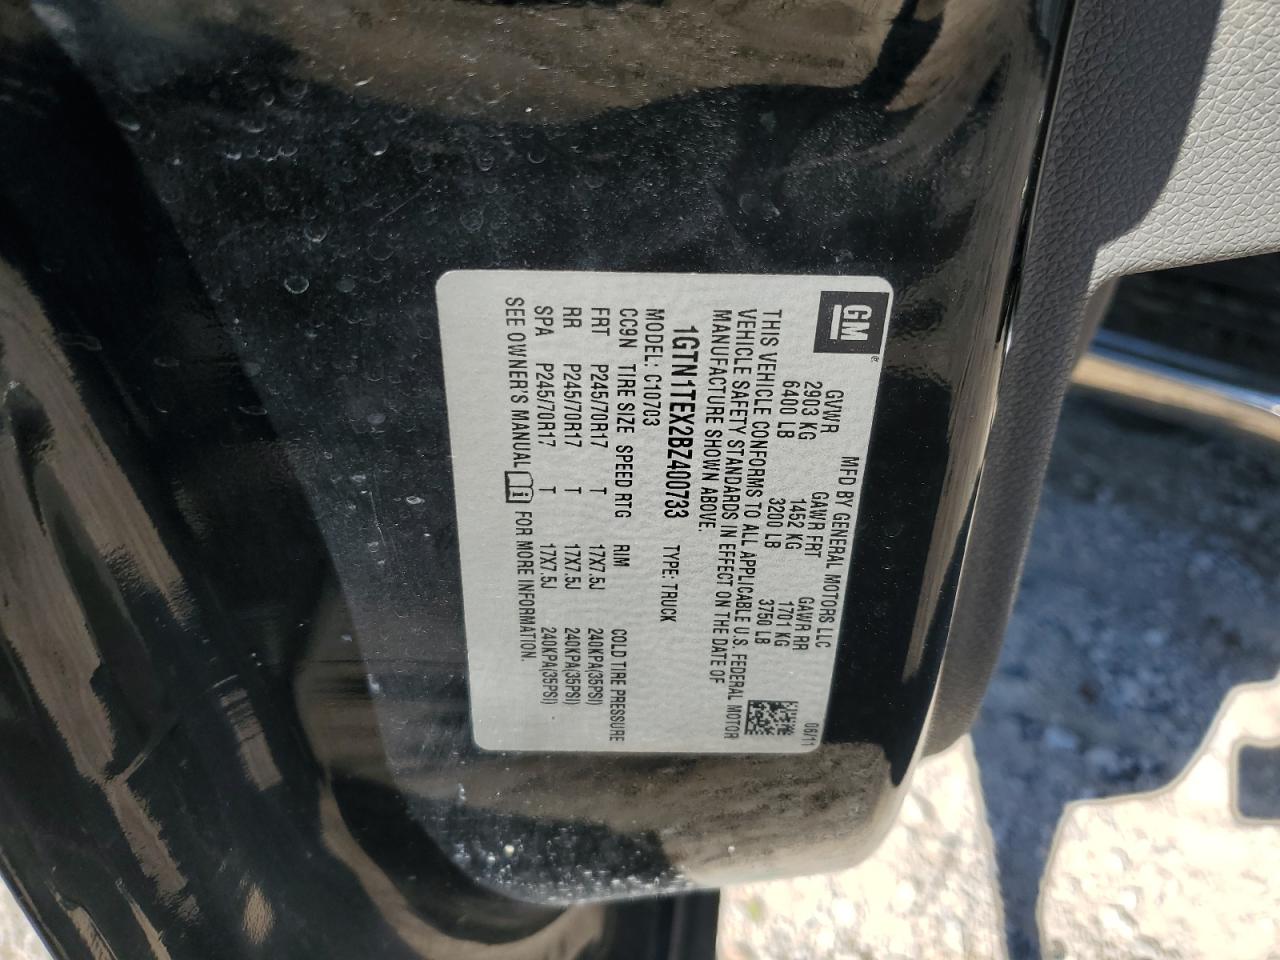 GM
MFD BY GENERAL MOTORS LLC 06/11
GVWR GAWR FRT GAWR RR
2903 KG 1452 KG 1701 KG
6400 LB 3200 LB 3750 LB
THIS VEHICLE CONFORMS TO ALL APPLICABLE U.S. FEDERAL MOTOR
VEHICLE SAFETY STANDARDS IN EFFECT ON THE DATE OF
MANUFACTURE SHOWN ABOVE.
1GTN1TEX2BZ400733 TYPE: TRUCK
MODEL: C10703
CC9N TIRE SIZE SPEED RTG RIM COLD TIRE PRESSURE
FRT P245/70R17 T 17X7.5J 240KPA(35PSI)
RR P245/70R17 T 17X7.5J 240KPA(35PSI)
SPA P245/70R17 T 17X7.5J 240KPA(35PSI)
SEE OWNER'S MANUAL i FOR MORE INFORMATION.